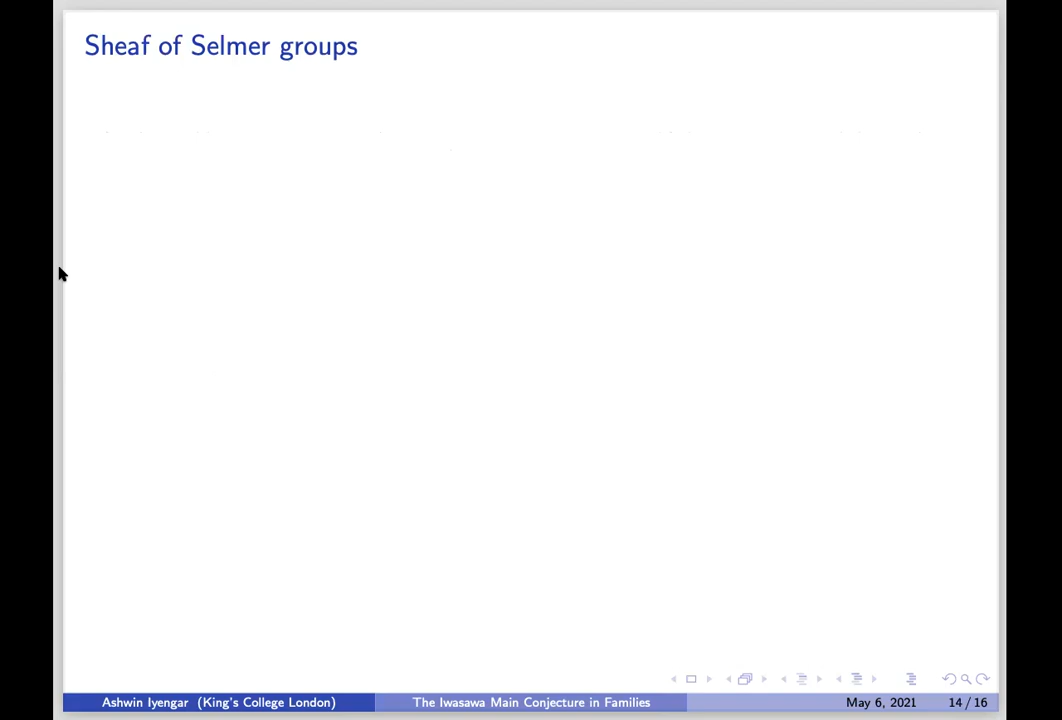 Sheaf of Selmer groups
Ashwin Iyengar (King's College London)
The Iwasawa Main Conjecture in Families
May 6, 2021
14 / 16